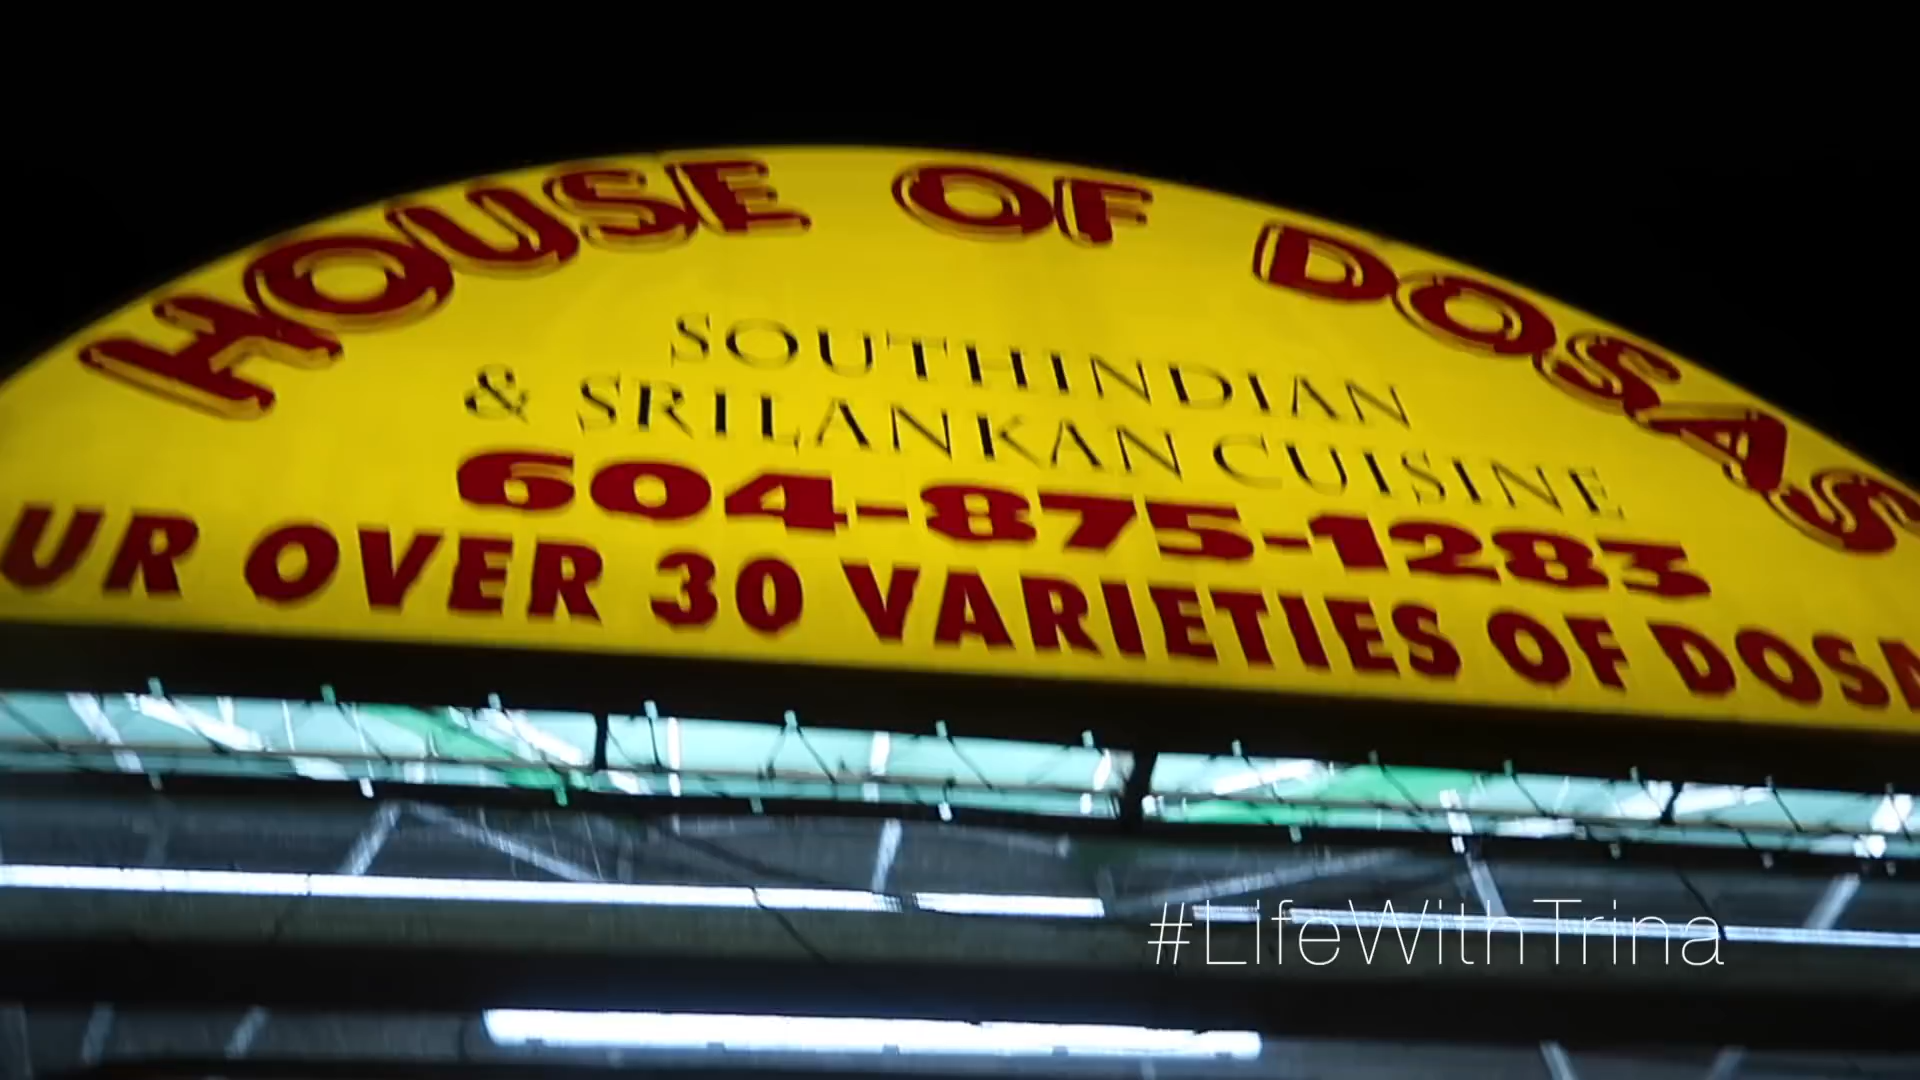 HOUSE OF DOSAS
SOUTHINDIAN
& SRILANKAN CUISINE
604-875-1283
UR OVER 30 VARIETIES OF DOSA
#LifeWithTrina